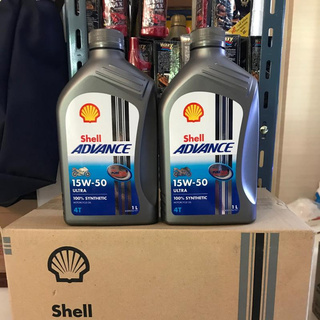 Shell
ADVANCE
15W-50
ULTRA
100% SYNTHETIC
4T
1L
Shell
ADVANCE
15W-50
ULTRA
100% SYNTHETIC
4T
1L
Shell